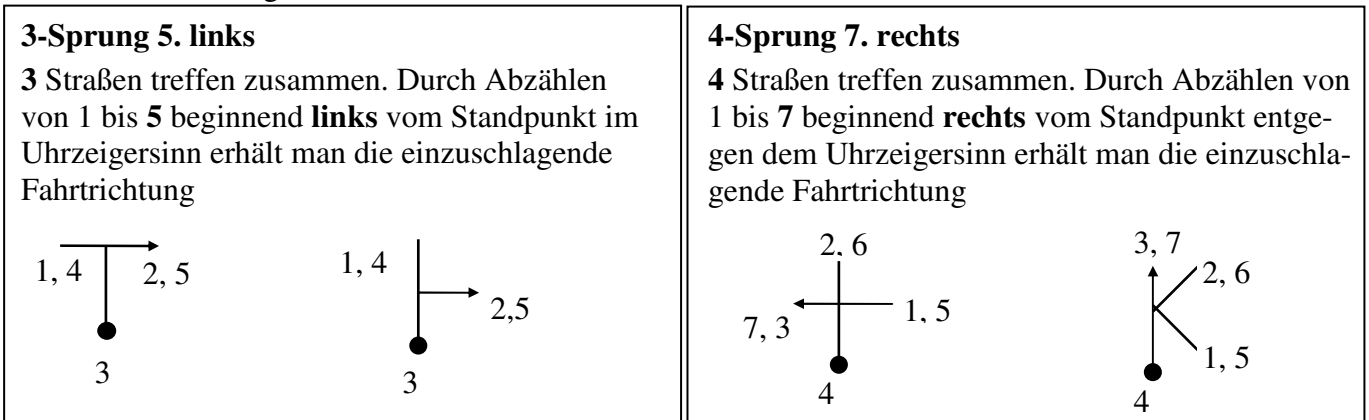 3-Sprung 5. links
3 Straßen treffen zusammen. Durch Abzählen
von 1 bis 5 beginnend links vom Standpunkt im
Uhrzeigersinn erhält man die einzuschlagende
Fahrtrichtung
1, 4
2, 5
3
1, 4
2,5
3
4-Sprung 7. rechts
4 Straßen treffen zusammen. Durch Abzählen von
1 bis 7 beginnend rechts vom Standpunkt entge-
gen dem Uhrzeigersinn erhält man die einzuschla-
gende Fahrtrichtung
2, 6
7, 3
1, 5
4
3, 7
2, 6
1, 5
4